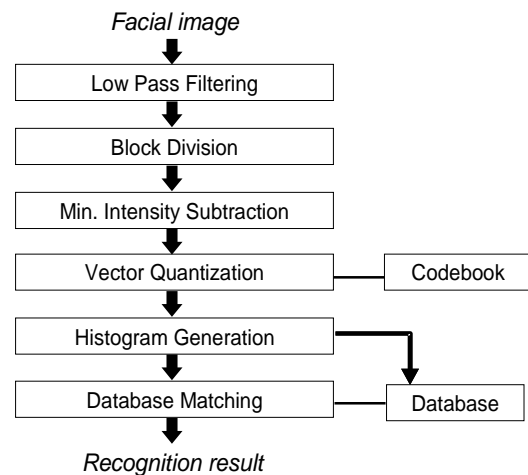 Facial image
Low Pass Filtering
Block Division
Min. Intensity Subtraction
Vector Quantization
Codebook
Histogram Generation
Database Matching
Database
Recognition result